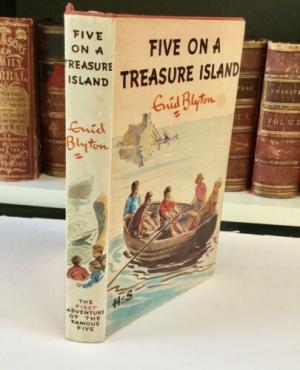 FIVE
ON A
TREASURE
ISLAND
Enid
Blyton
THE
FIRST
ADVENTURE
OF THE
FAMOUS
FIVE
FIVE ON A
TREASURE ISLAND
Enid Blyton
H&S
SHAKESPEARE